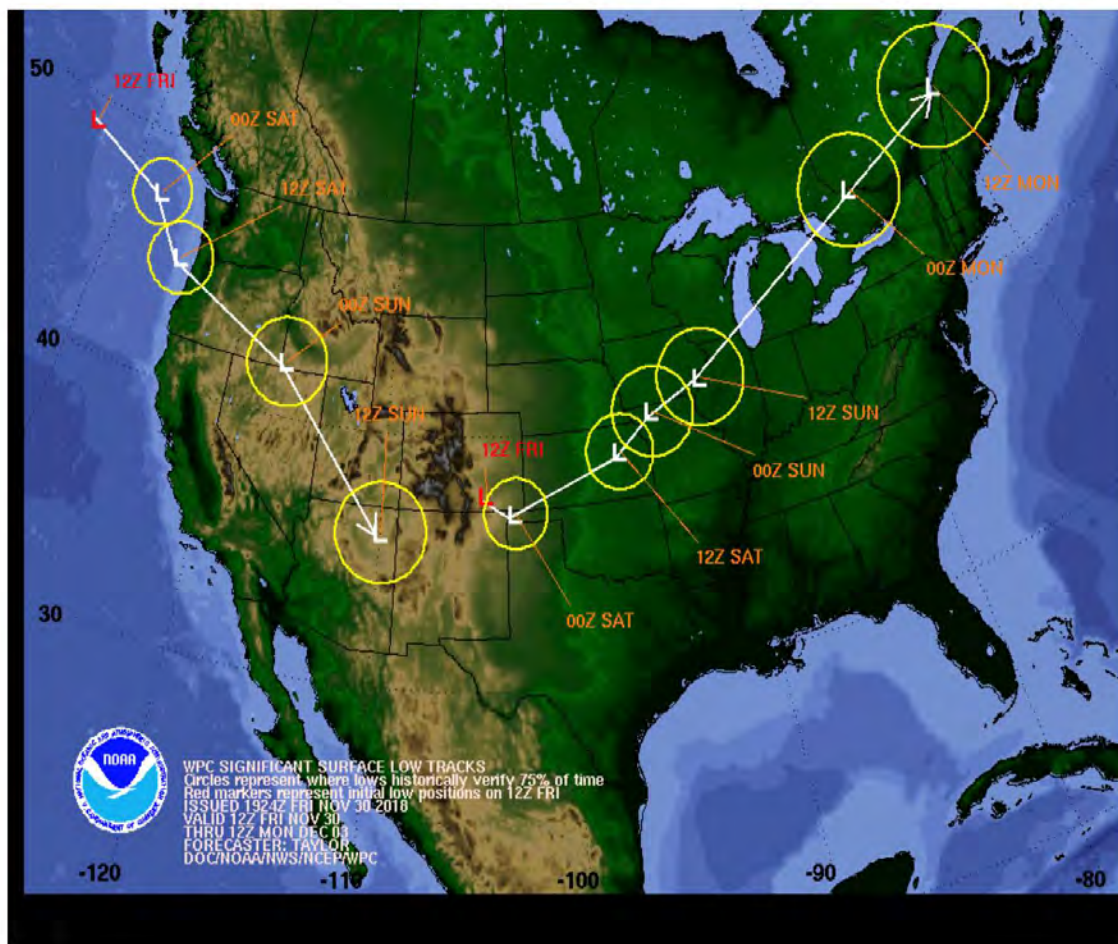 50
12Z FRI
00Z SAT
12Z SAT
12Z MON
00Z MON
00Z SUN
40
12Z SUN
12Z SUN
12Z FRI
00Z SUN
12Z SAT
30
00Z SAT
NOAA
WPC SIGNIFICANT SURFACE LOW TRACKS
Circles represent where lows historically verify 75% of time
Red markers represent initial low positions on 12Z FRI
ISSUED 1924Z FRI NOV 30 2018
VALID 12Z FRI NOV 30
THRU 12Z MON DEC 03
FORECASTER: TAYLOR
DOC/NOAA/NWS/NCEP/WPC
-120
-110
-100
-90
-80